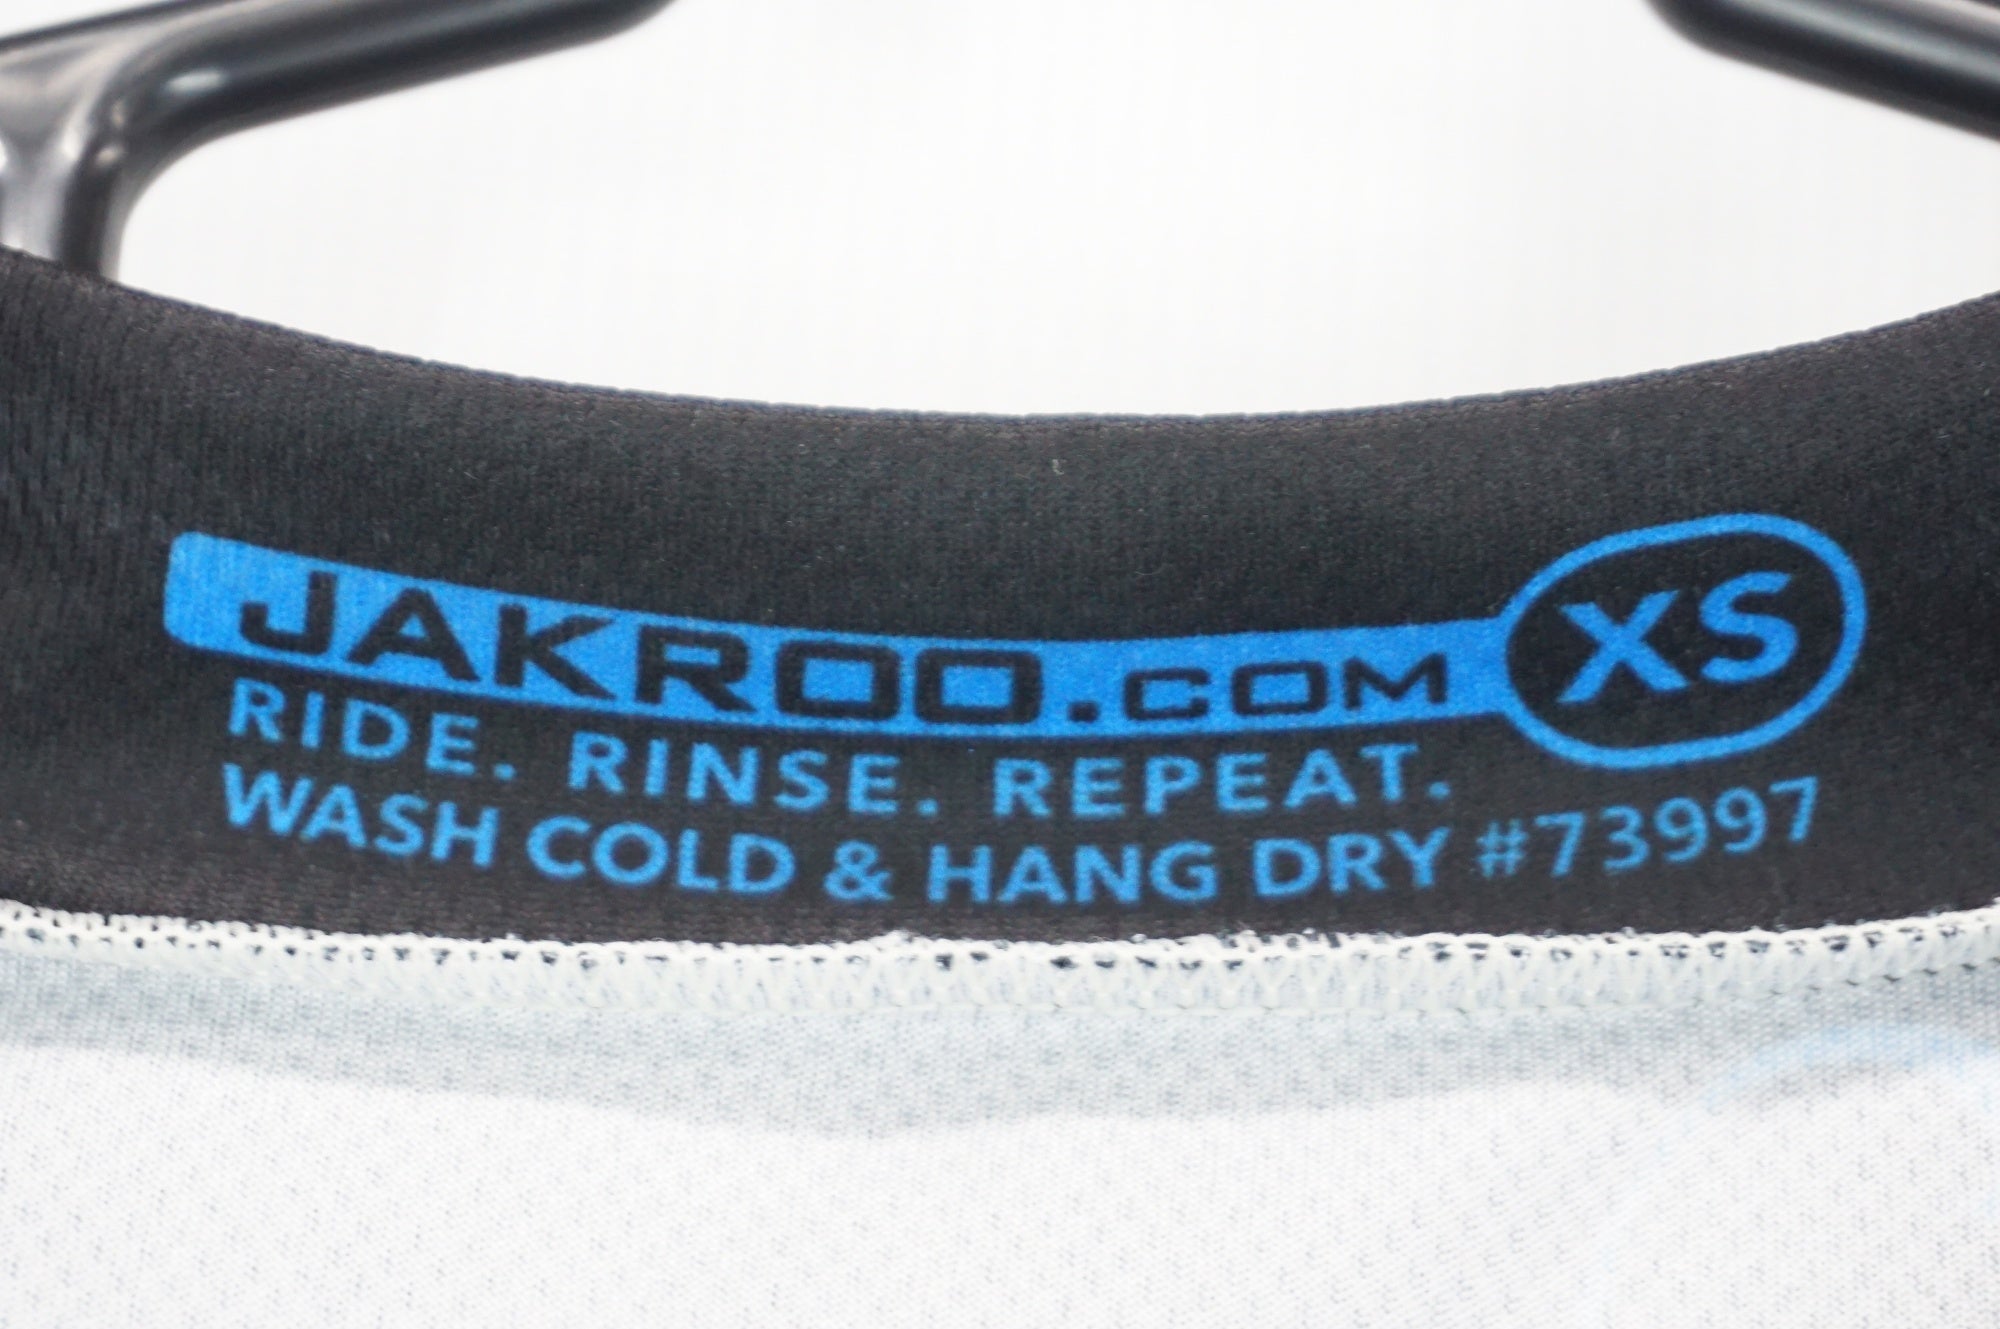 JAKROO.COM XS
RIDE. RINSE. REPEAT.
WASH COLD & HANG DRY #73997